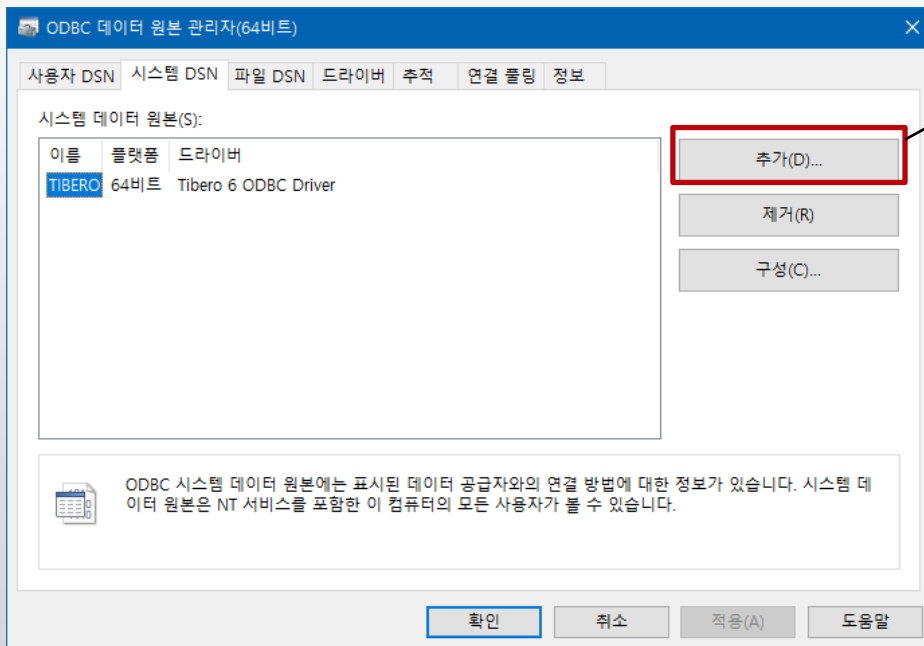 ODBC 데이터 원본 관리자(64비트)
사용자 DSN 시스템 DSN 파일 DSN 드라이버 추적 연결 풀링 정보
시스템 데이터 원본(S):
이름 플랫폼 드라이버
TIBERO 64비트 Tibero 6 ODBC Driver
추가(D)...
제거(R)
구성(C)...
ODBC 시스템 데이터 원본에는 표시된 데이터 공급자와의 연결 방법에 대한 정보가 있습니다. 시스템 데
이터 원본은 NT 서비스를 포함한 이 컴퓨터의 모든 사용자가 볼 수 있습니다.
확인 취소 적용(A) 도움말